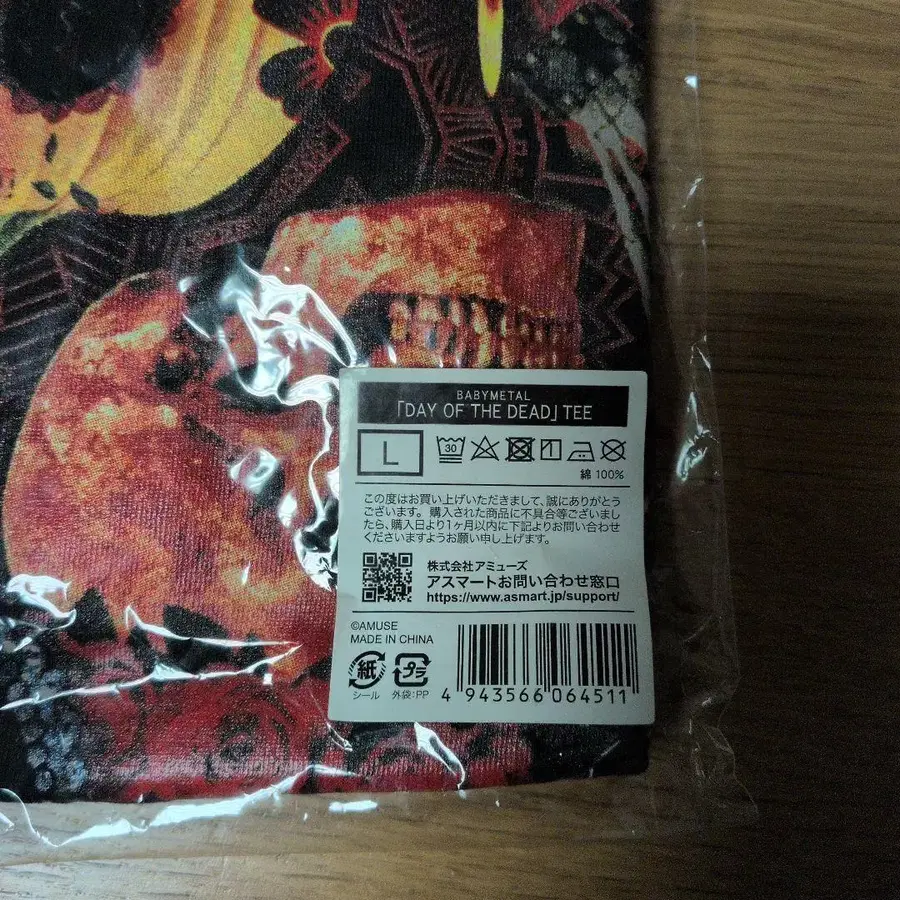 BABYMETAL
「DAY OF THE DEAD」TEE
L
30
綿 100%
この度はお買い上げいただきまして、誠にありがとう
ございます。購入された商品に不具合等ございまし
たら、購入日より1ヶ月以内に下記よりお問い合わせ
くださいますようお願い申し上げます。
株式会社アミューズ
アスマートお問い合わせ窓口
https://www.asmart.jp/support/
©AMUSE
MADE IN CHINA
紙
プラ
シール
外袋:PP
4 943566 064511